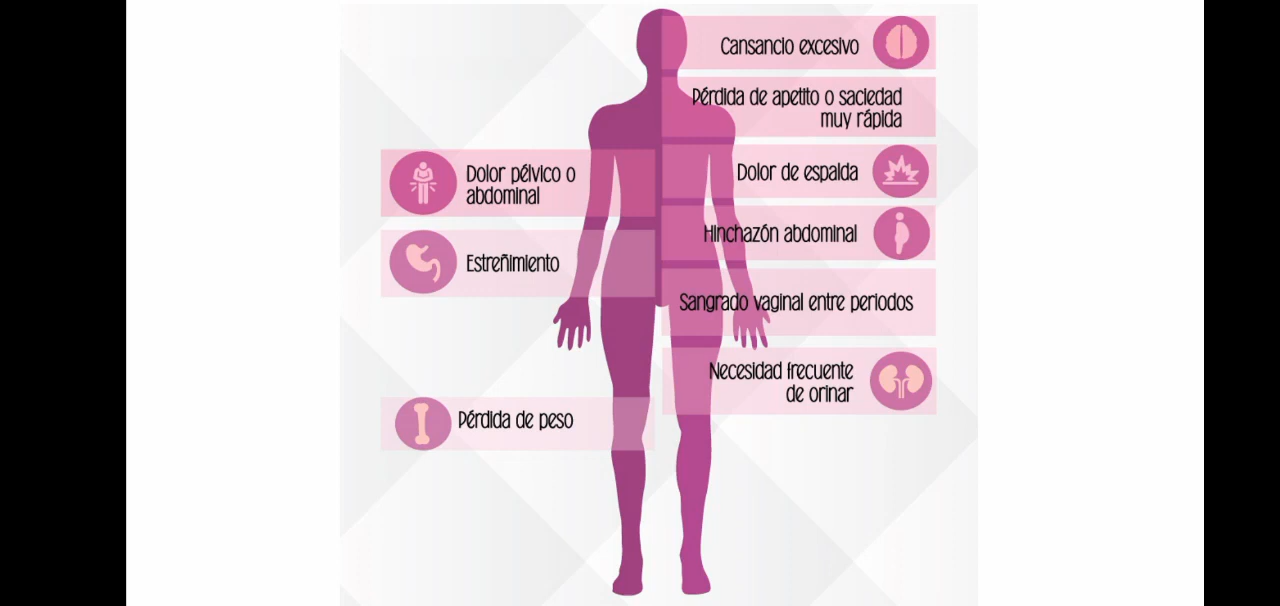 Cansancio excesivo
Pérdida de apetito o saciedad
muy rápida
Dolor pélvico o
abdominal
Dolor de espalda
Estreñimiento
Hinchazón abdominal
Sangrado vaginal entre periodos
Necesidad frecuente
de orinar
Pérdida de peso